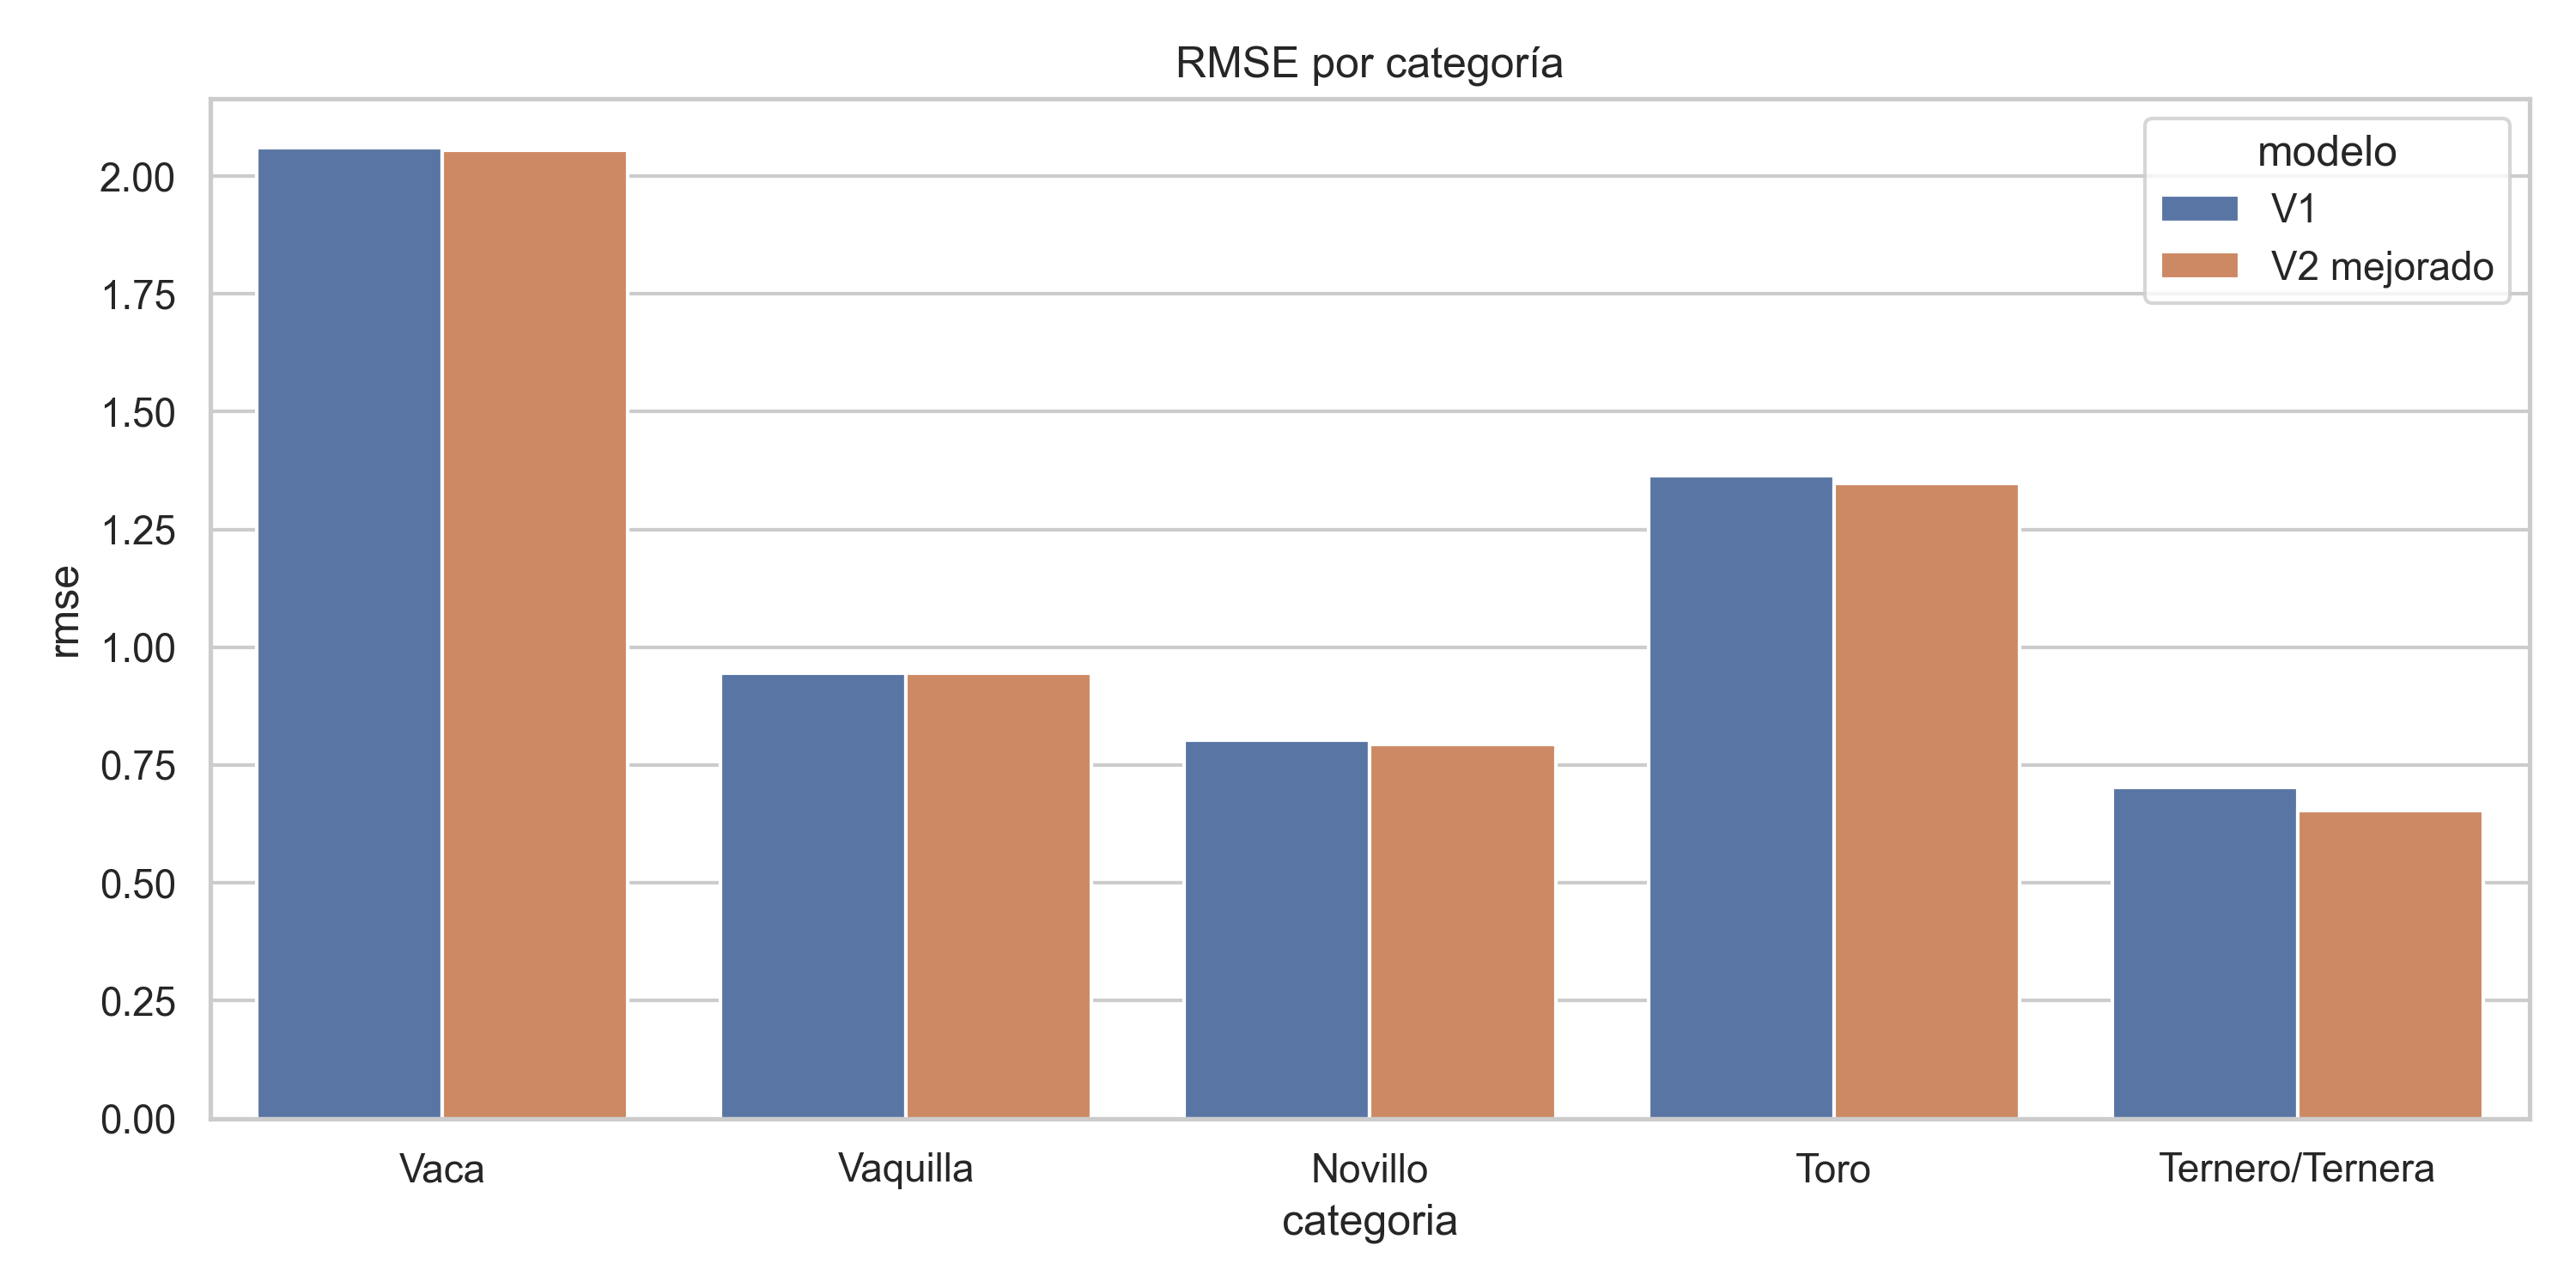 RMSE por categoría
modelo
V1
V2 mejorado
rmse
2.00
1.75
1.50
1.25
1.00
0.75
0.50
0.25
0.00
Vaca
Vaquilla
Novillo
Toro
Ternero/Ternera
categoria